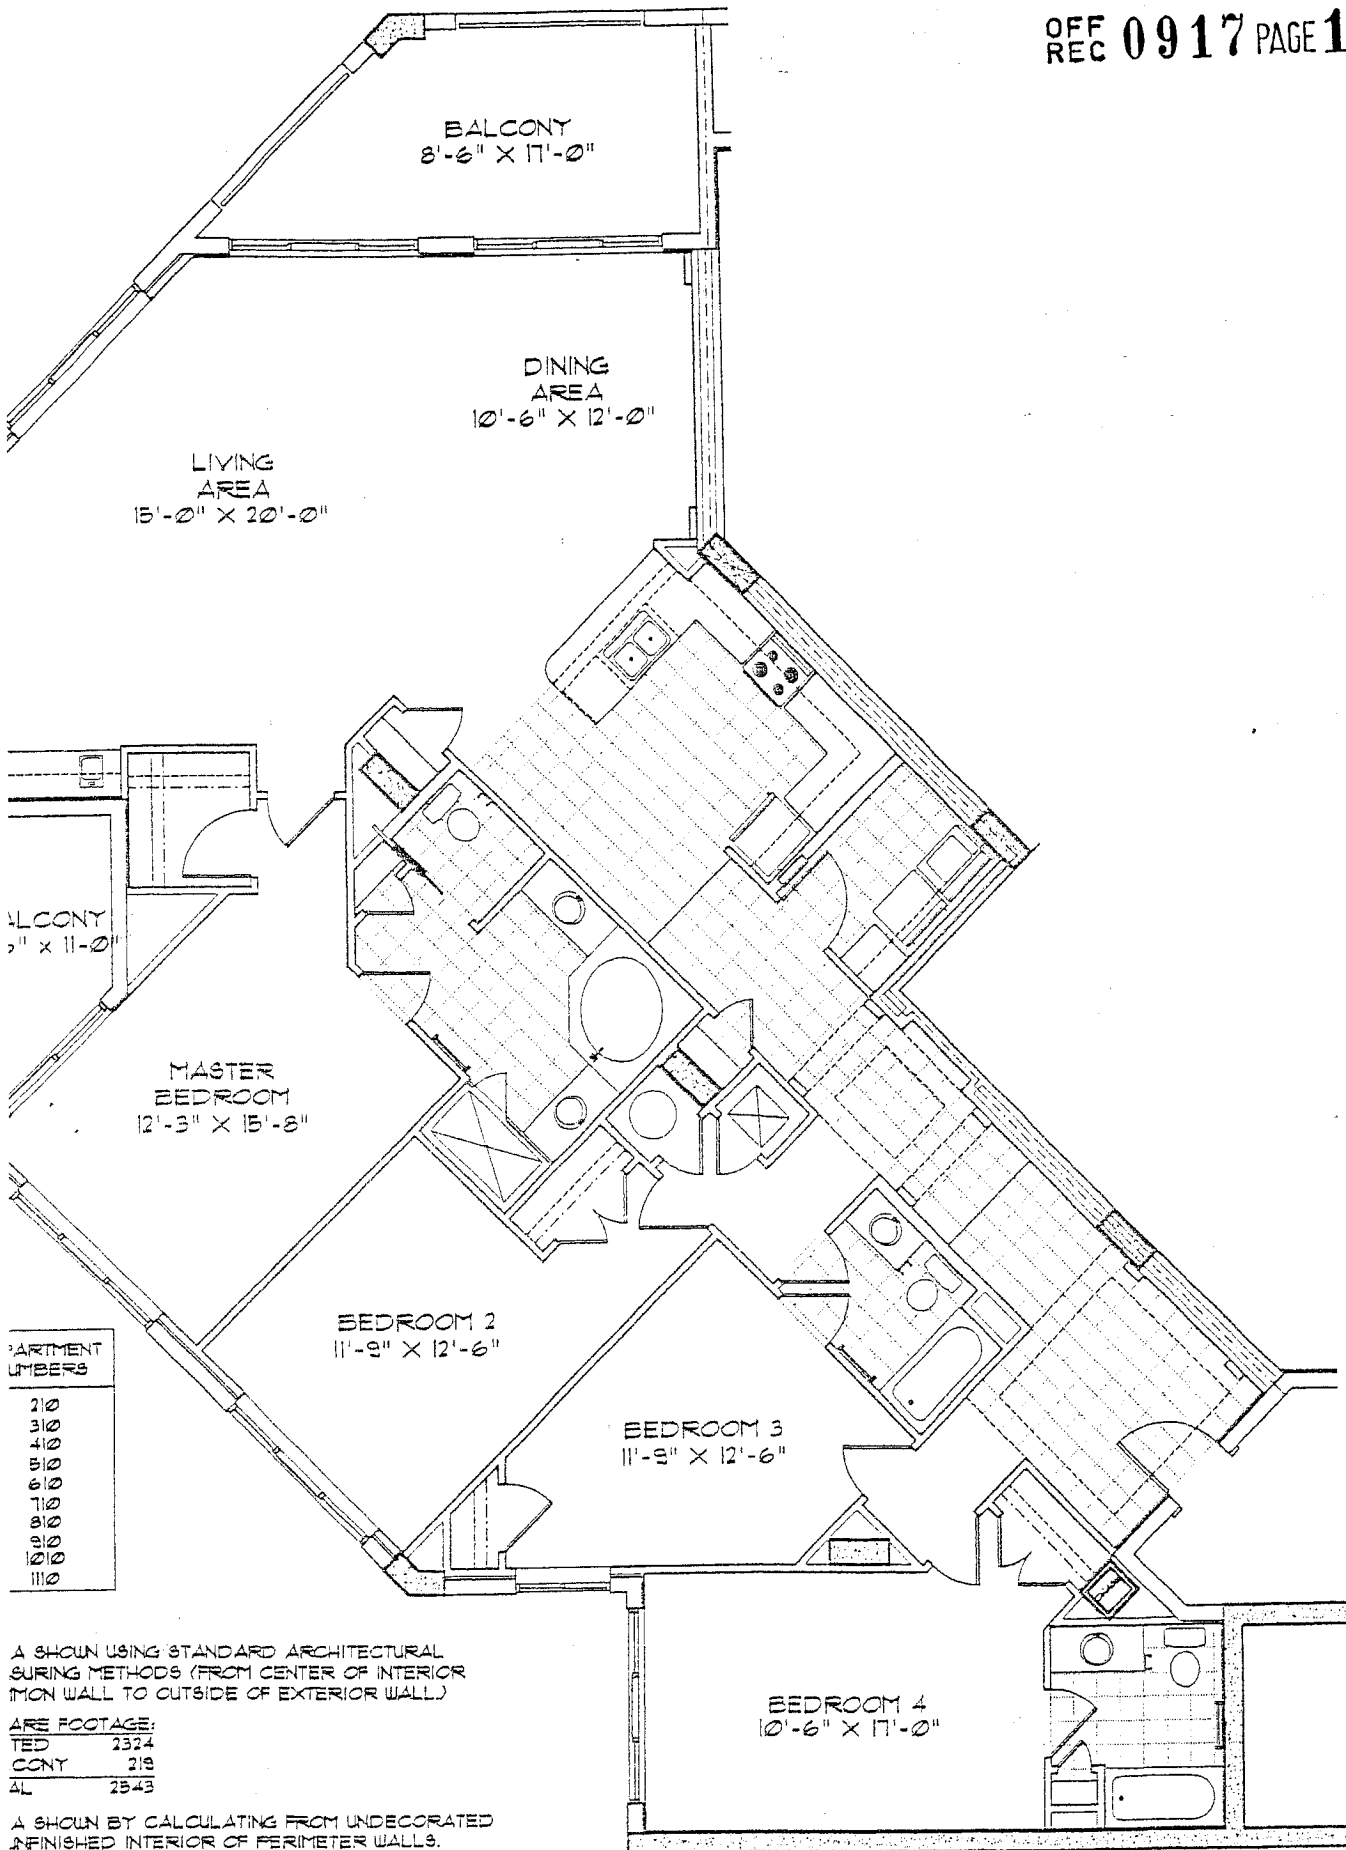 OFF
REC 0917 PAGE 1
BALCONY
8'-6" X 17'-0"
DINING
AREA
10'-6" X 12'-0"
LIVING
AREA
15'-0" X 20'-0"
ALCONY
6" X 11-0"
MASTER
BEDROOM
12'-3" X 15'-8"
BEDROOM 2
11'-9" X 12'-6"
BEDROOM 3
11'-9" X 12'-6"
BEDROOM 4
10'-6" X 17'-0"
PARTMENT
UMBERS
210
310
410
510
610
710
810
910
1010
1110
A SHOWN USING STANDARD ARCHITECTURAL
SURING METHODS (FROM CENTER OF INTERIOR
MON WALL TO OUTSIDE OF EXTERIOR WALL.)
ARE FOOTAGE:
TED 2324
CONY 219
AL 2543
A SHOWN BY CALCULATING FROM UNDECORATED
NFINISHED INTERIOR OF PERIMETER WALLS.